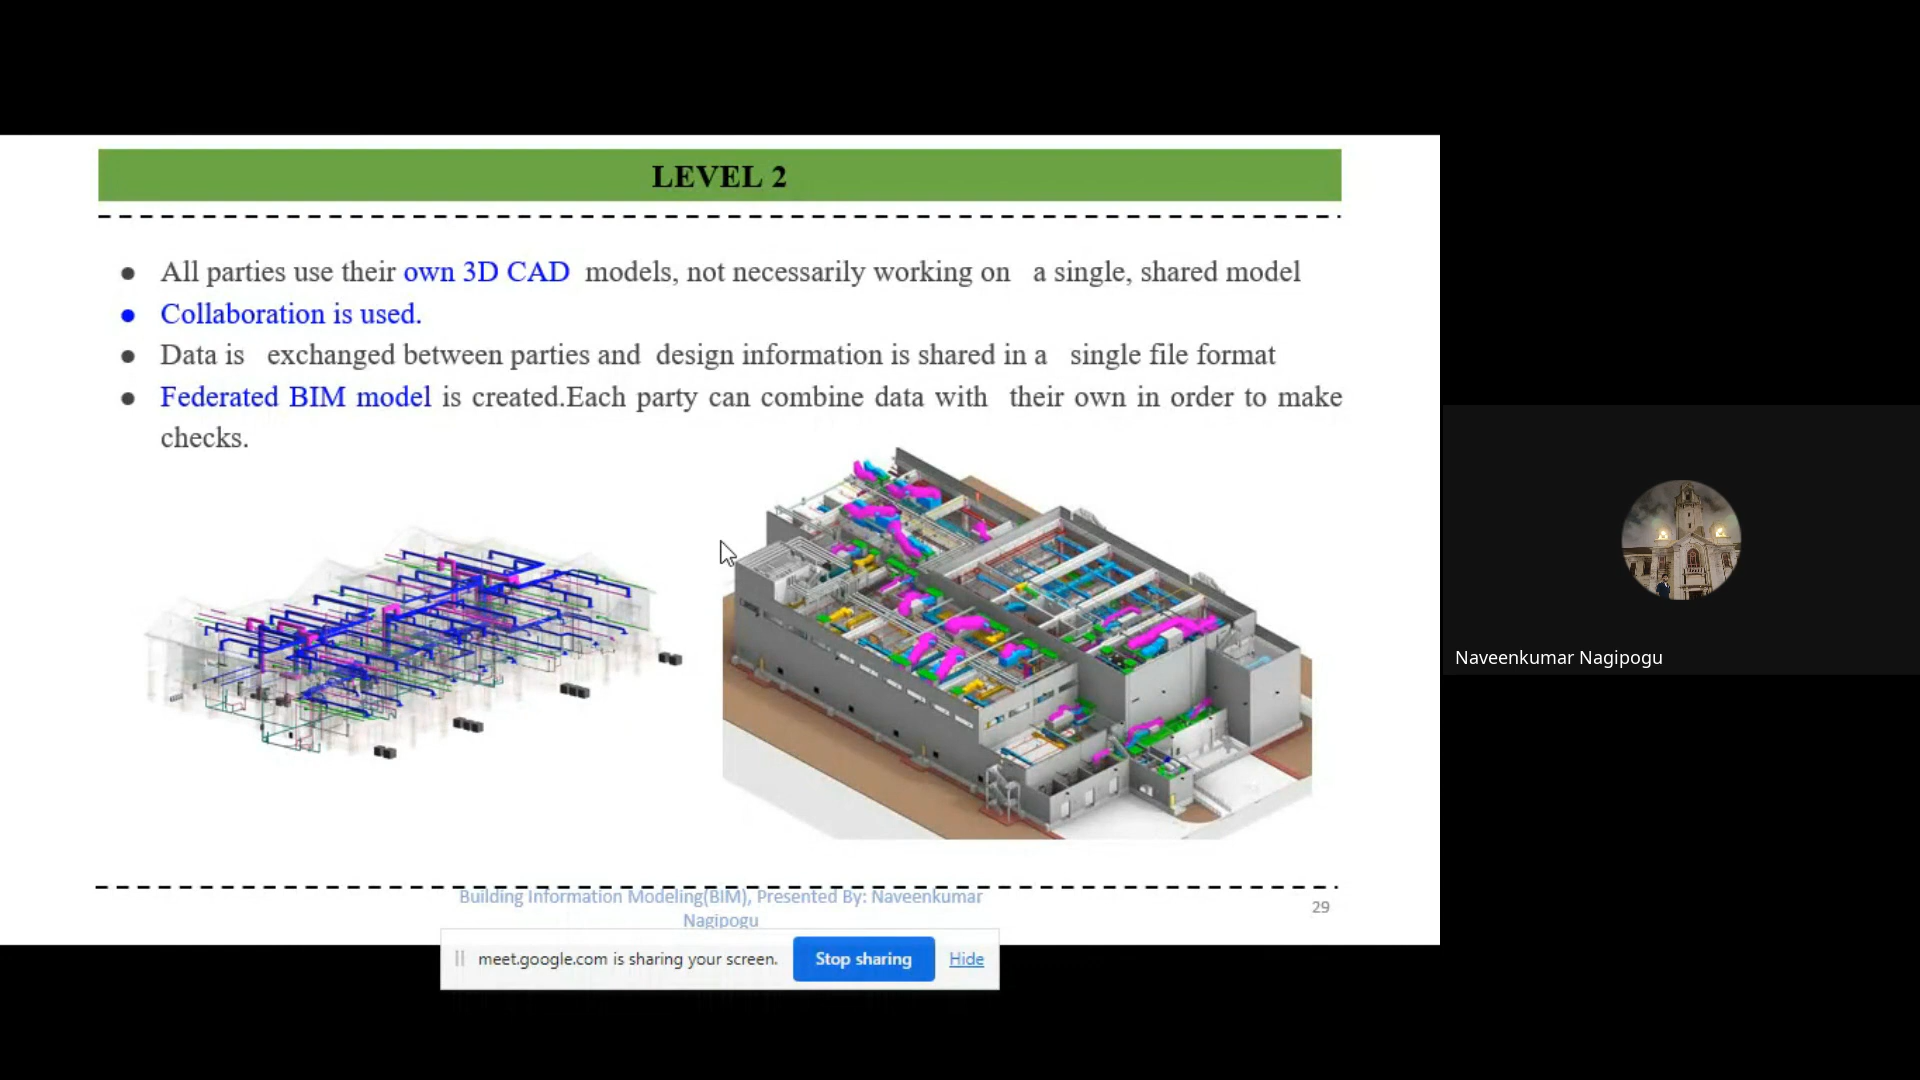 LEVEL 2
● All parties use their own 3D CAD models, not necessarily working on a single, shared model
● Collaboration is used.
● Data is exchanged between parties and design information is shared in a single file format
● Federated BIM model is created.Each party can combine data with their own in order to make
checks.
Building Information Modeling(BIM), Presented By: Naveenkumar
Nagipogu
29
meet.google.com is sharing your screen. Stop sharing Hide
Naveenkumar Nagipogu